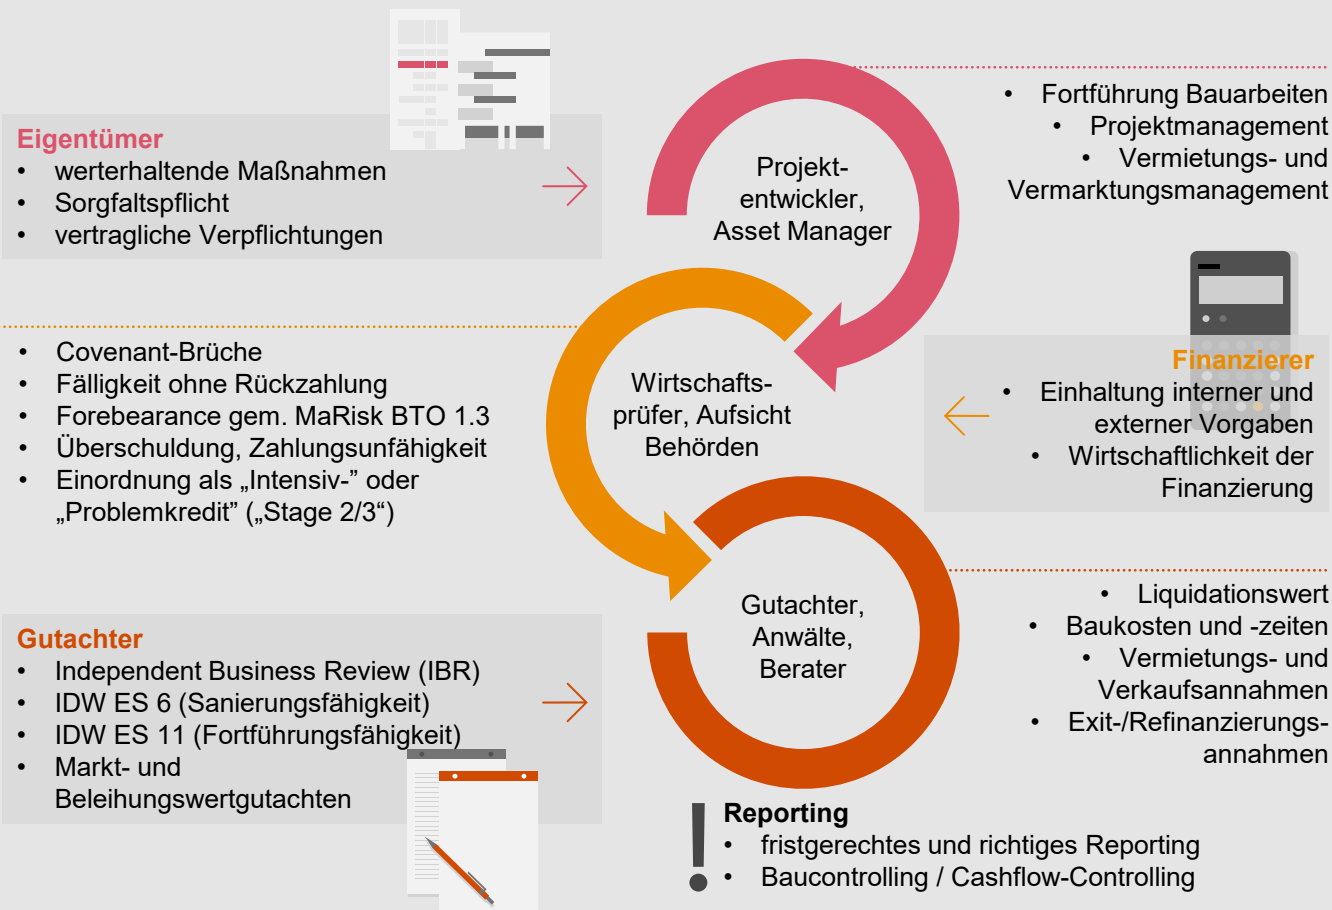 Eigentümer
• werterhaltende Maßnahmen
• Sorgfaltspflicht
• vertragliche Verpflichtungen
Projekt-
entwickler,
Asset Manager
• Fortführung Bauarbeiten
• Projektmanagement
• Vermietungs- und
Vermarktungsmanagement
• Covenant-Brüche
• Fälligkeit ohne Rückzahlung
• Forebearance gem. MaRisk BTO 1.3
• Überschuldung, Zahlungsunfähigkeit
• Einordnung als „Intensiv-” oder
„Problemkredit” („Stage 2/3“)
Wirtschafts-
prüfer, Aufsicht
Behörden
Finanzierer
• Einhaltung interner und
externer Vorgaben
• Wirtschaftlichkeit der
Finanzierung
Gutachter
• Independent Business Review (IBR)
• IDW ES 6 (Sanierungsfähigkeit)
• IDW ES 11 (Fortführungsfähigkeit)
• Markt- und
Beleihungswertgutachten
Gutachter,
Anwälte,
Berater
• Liquidationswert
• Baukosten und -zeiten
• Vermietungs- und
Verkaufsannahmen
• Exit-/Refinanzierungs-
annahmen
Reporting
• fristgerechtes und richtiges Reporting
• Baucontrolling / Cashflow-Controlling